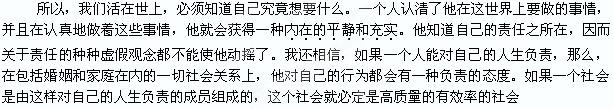 所以，我们活在世上，必须知道自己究竟想要什么。一个人认清了他在这世界上要做的事情，
并且在认真地做着这些事情，他就会获得一种内在的平静和充实。他知道自己的责任之所在，因而
关于责任的种种虚假观念都不能使他动摇了。我还相信，如果一个人能对自己的人生负责，那么，
在包括婚姻和家庭在内的一切社会关系上，他对自己的行为都会有一种负责的态度。如果一个社会
是由这样对自己的人生负责的成员组成的，这个社会就必定是高质量的有效率的社会